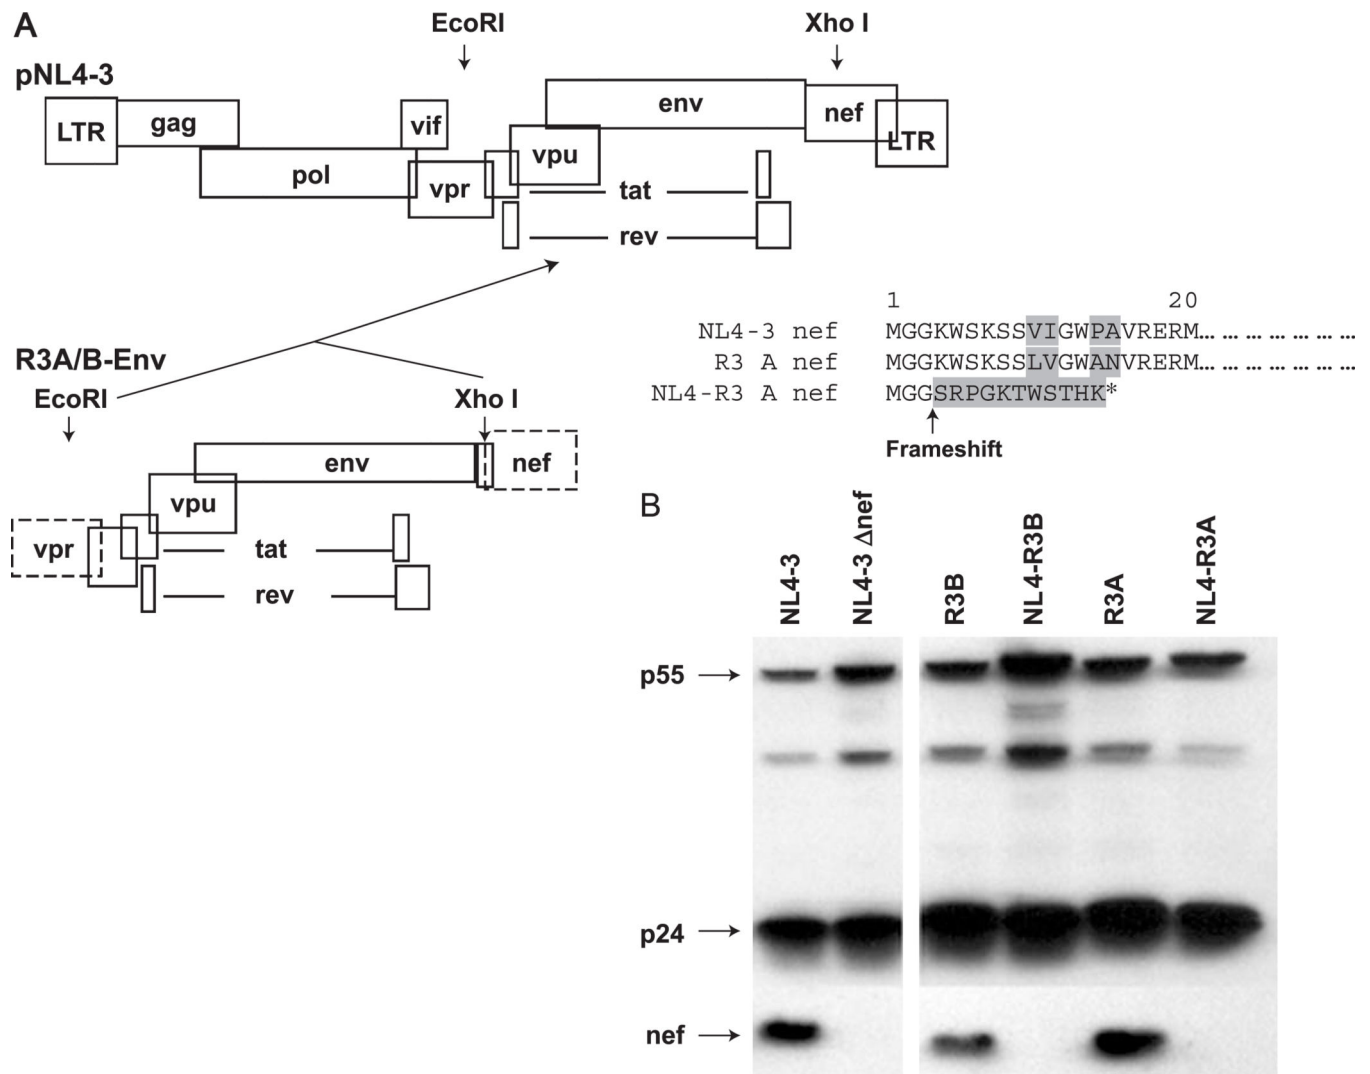 A
EcoRI
Xho I
pNL4-3
LTR
gag
vif
env
nef
LTR
pol
vpr
vpu
tat
rev
1
20
NL4-3 nef MGGKWSKSSVIGWPAVRERM... ... ... ... ... ...
R3 A nef MGGKWSKSSLVGWANVRERM... ... ... ... ... ...
NL4-R3 A nef MGGSRPGKTWSTHK*
Frameshift
R3A/B-Env
EcoRI
Xho I
env
nef
vpu
vpr
tat
rev
B
NL4-3
NL4-3 Δnef
R3B
NL4-R3B
R3A
NL4-R3A
p55
p24
nef